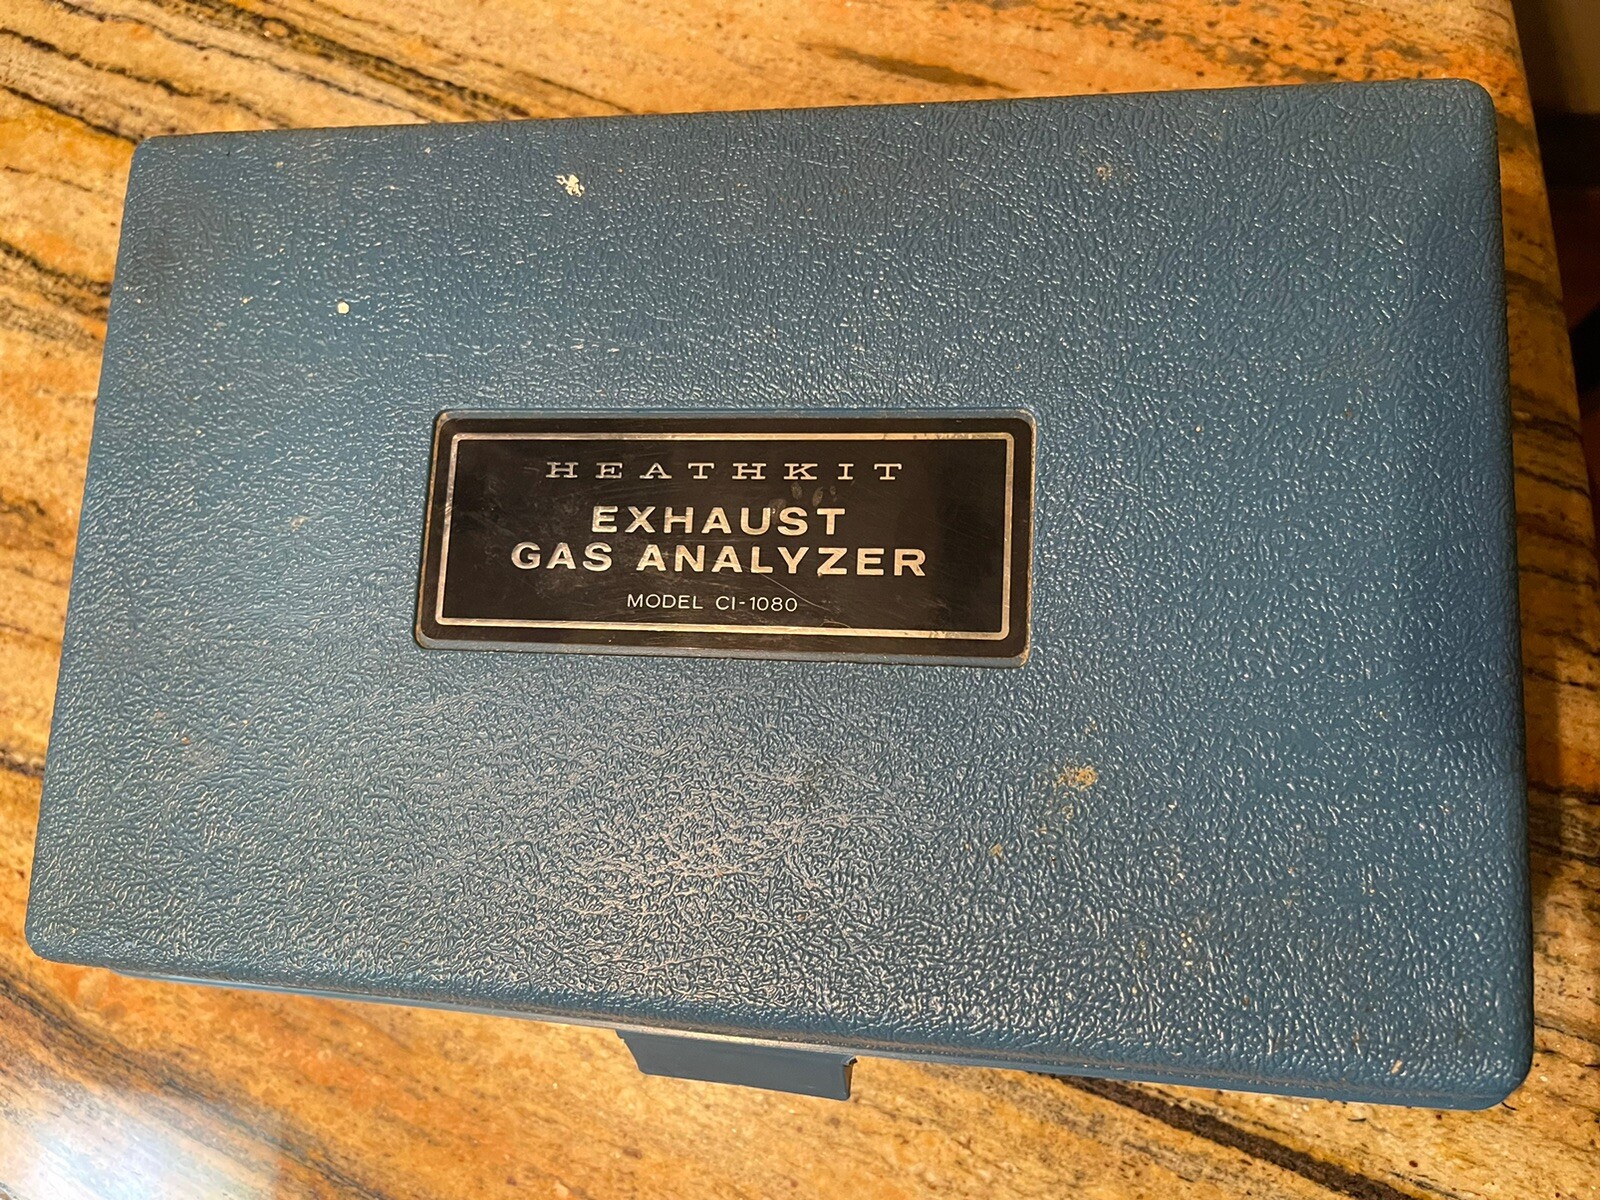 HEATHKIT
EXHAUST
GAS ANALYZER
MODEL CI-1080